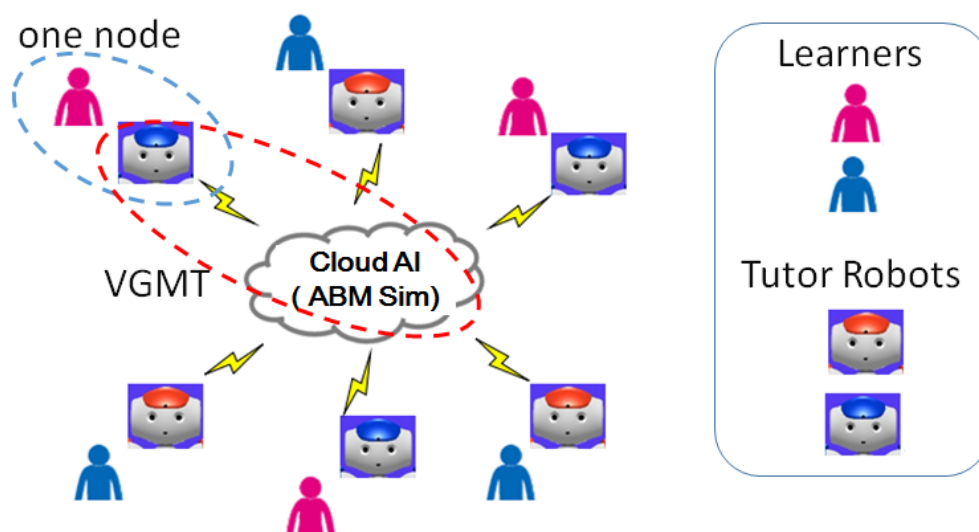 one node
VGMT
Cloud AI
( ABM Sim)
Learners
Tutor Robots